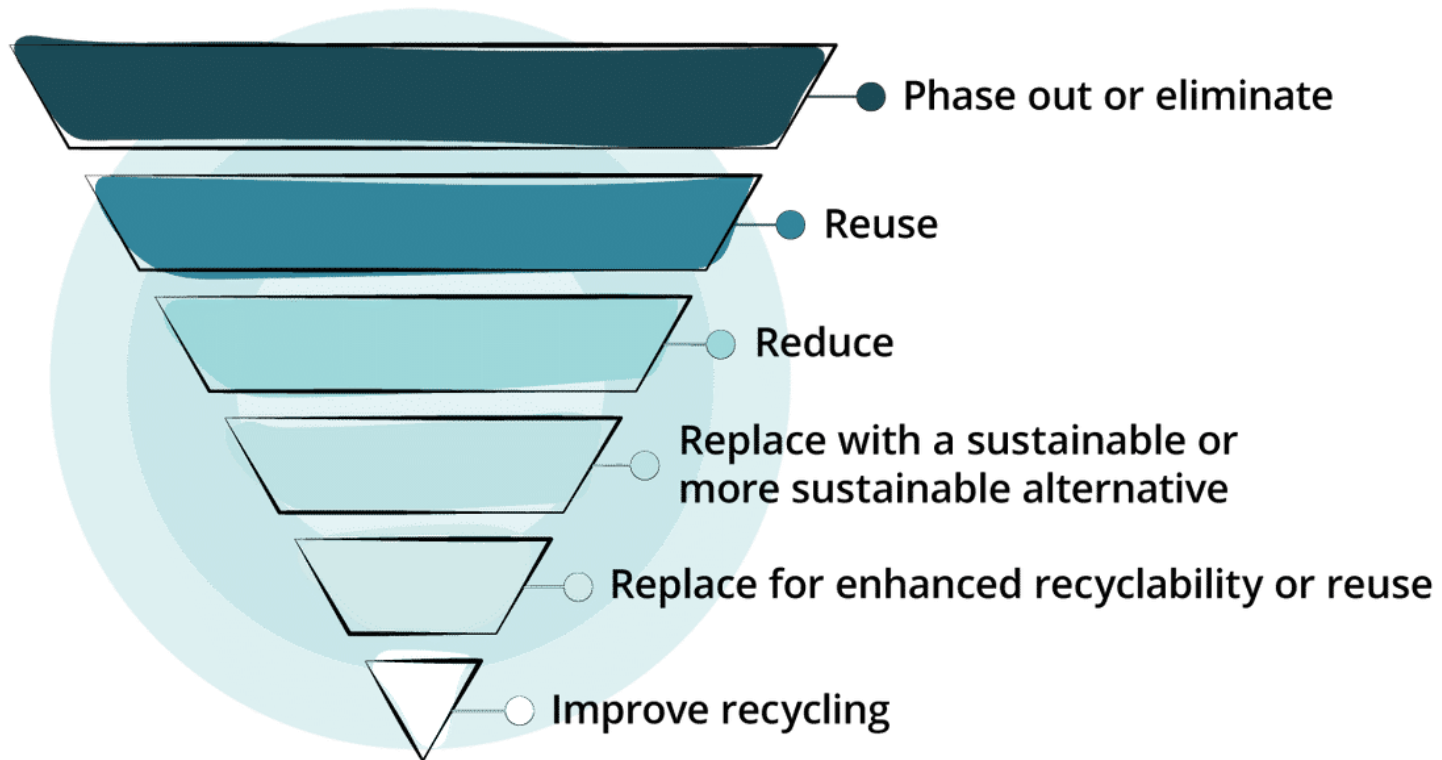 Phase out or eliminate
Reuse
Reduce
Replace with a sustainable or
more sustainable alternative
Replace for enhanced recyclability or reuse
Improve recycling